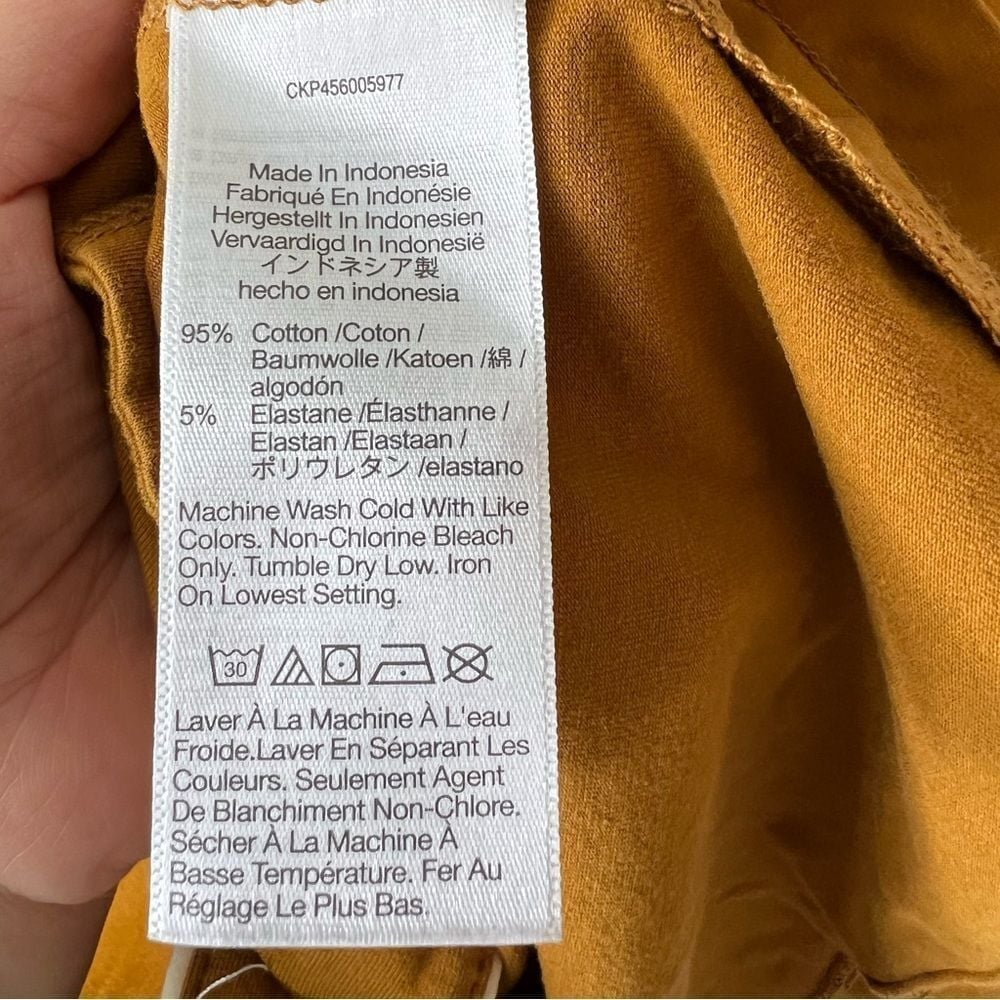 CKP456005977
Made In Indonesia
Fabriqué En Indonésie
Hergestellt In Indonesien
Vervaardigd In Indonesië
インドネシア製
hecho en indonesia
95% Cotton /Coton /
Baumwolle /Katoen /綿 /
algodón
5% Elastane /Élasthanne /
Elastan /Elastaan /
ポリウレタン /elastano
Machine Wash Cold With Like
Colors. Non-Chlorine Bleach
Only. Tumble Dry Low. Iron
On Lowest Setting.
30
Laver À La Machine À L'eau
Froide.Laver En Séparant Les
Couleurs. Seulement Agent
De Blanchiment Non-Chlore.
Sécher À La Machine À
Basse Température. Fer Au
Réglage Le Plus Bas.